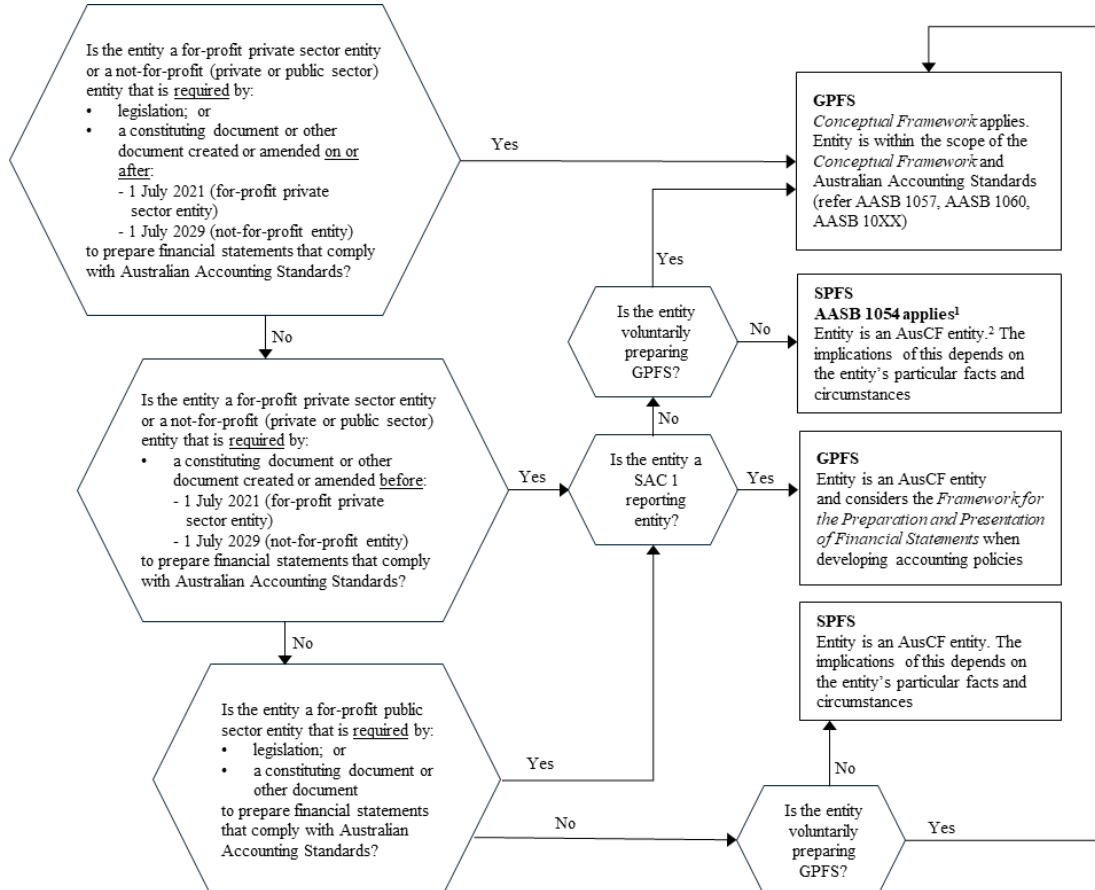 Is the entity a for-profit private sector entity
or a not-for-profit (private or public sector)
entity that is required by:
• legislation; or
• a constituting document or other
document created or amended on or
after:
- 1 July 2021 (for-profit private
sector entity)
- 1 July 2029 (not-for-profit entity)
to prepare financial statements that comply
with Australian Accounting Standards?
Yes
GPFS
Conceptual Framework applies.
Entity is within the scope of the
Conceptual Framework and
Australian Accounting Standards
(refer AASB 1057, AASB 1060,
AASB 10XX)
No
Yes
Is the entity
voluntarily
preparing
GPFS?
No
SPFS
AASB 1054 applies¹
Entity is an AusCF entity.² The
implications of this depends on
the entity's particular facts and
circumstances
Is the entity a for-profit private sector entity
or a not-for-profit (private or public sector)
entity that is required by:
• a constituting document or other
document created or amended before:
- 1 July 2021 (for-profit private
sector entity)
- 1 July 2029 (not-for-profit entity)
to prepare financial statements that comply
with Australian Accounting Standards?
Yes
No
Is the entity a
SAC 1
reporting
entity?
Yes
GPFS
Entity is an AusCF entity
and considers the Framework for
the Preparation and Presentation
of Financial Statements when
developing accounting policies
No
SPFS
Entity is an AusCF entity. The
implications of this depends on
the entity's particular facts and
circumstances
Is the entity a for-profit public
sector entity that is required by:
• legislation; or
• a constituting document or
other document
to prepare financial statements
that comply with Australian
Accounting Standards?
Yes
No
No
Is the entity
voluntarily
preparing
GPFS?
Yes